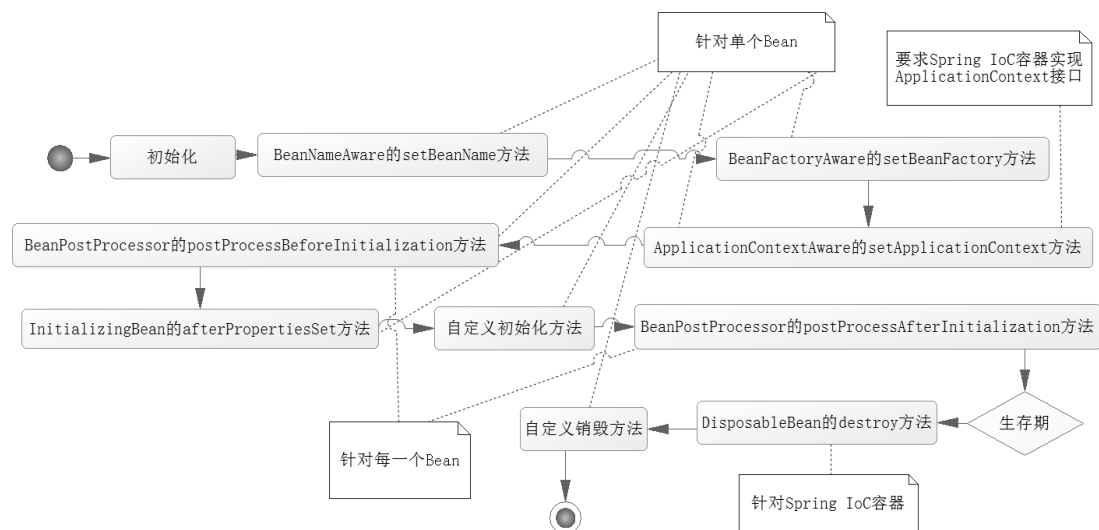 针对单个Bean
要求Spring IoC容器实现
ApplicationContext接口
初始化
BeanNameAware的setBeanName方法
BeanFactoryAware的setBeanFactory方法
BeanPostProcessor的postProcessBeforeInitialization方法
ApplicationContextAware的setApplicationContext方法
InitializingBean的afterPropertiesSet方法
自定义初始化方法
BeanPostProcessor的postProcessAfterInitialization方法
自定义销毁方法
DisposableBean的destroy方法
生存期
针对每一个Bean
针对Spring IoC容器